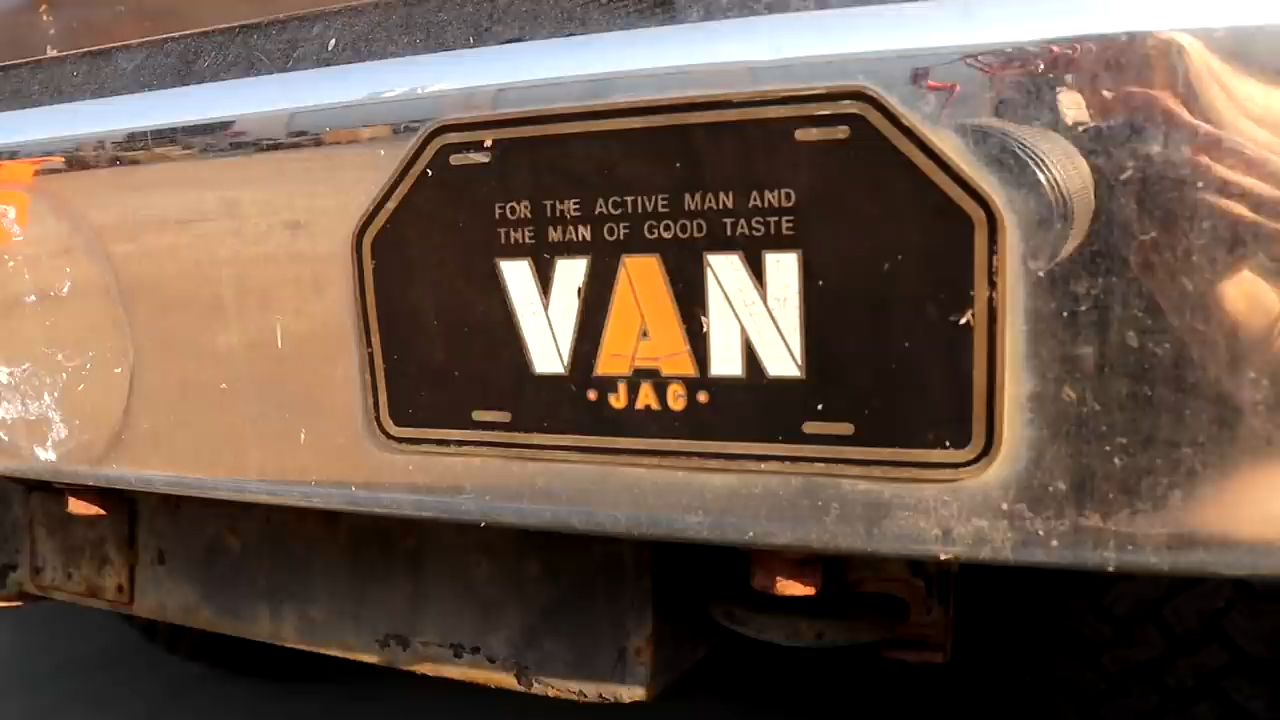 FOR THE ACTIVE MAN AND
THE MAN OF GOOD TASTE
VAN
·JAC·